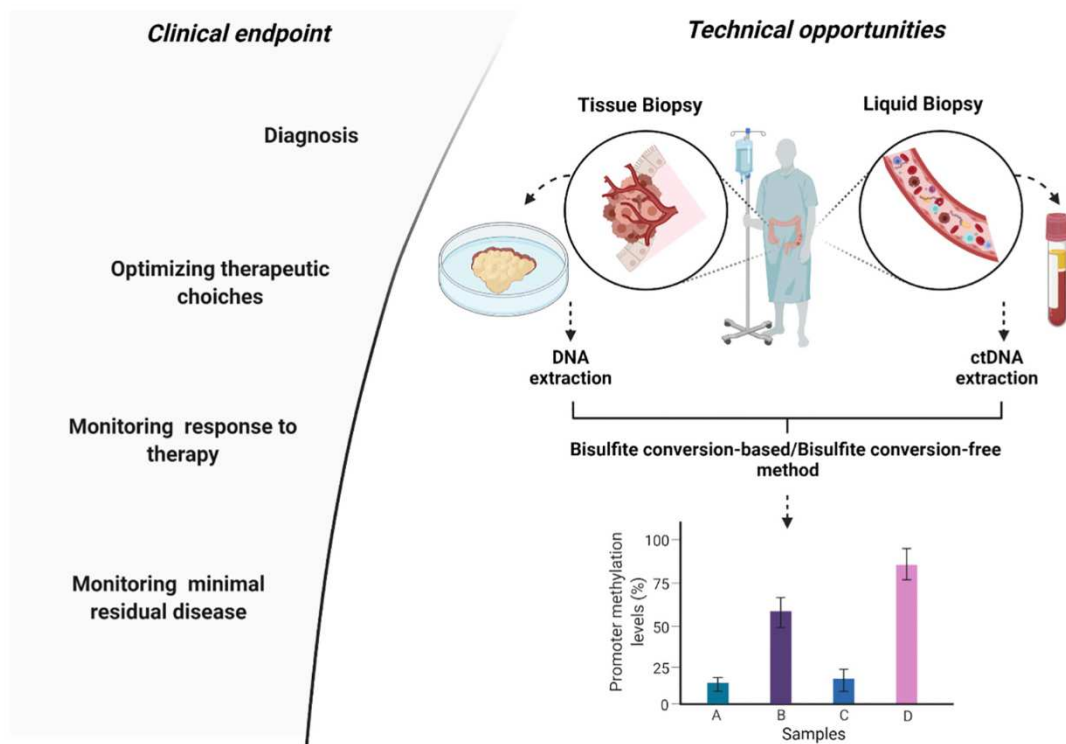 Clinical endpoint
Diagnosis
Optimizing therapeutic
choiches
Monitoring response to
therapy
Monitoring minimal
residual disease
Technical opportunities
Tissue Biopsy
Liquid Biopsy
DNA
extraction
ctDNA
extraction
Bisulfite conversion-based/Bisulfite conversion-free
method
Promoter methylation
levels (%)
100
75
50
25
0
A
B
C
D
Samples